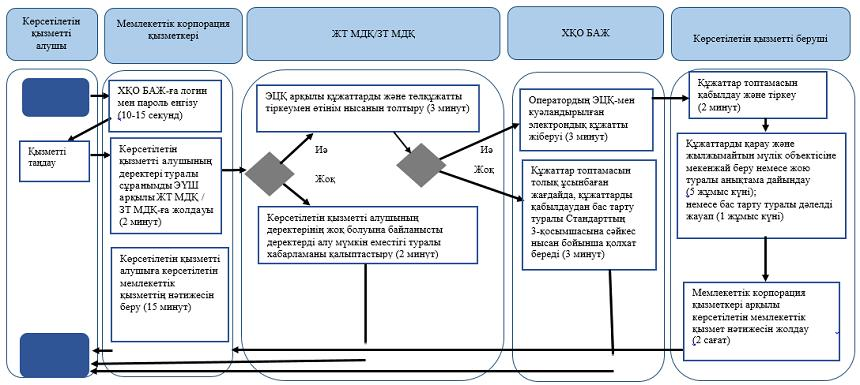 Көрсетілетін
қызметті
алушы
Мемлекеттік корпорация
қызметкері
ЖТ МДҚ/ЗТ МДҚ
ХҚО БАЖ
Көрсетілетін қызметті беруші
ХҚО БАЖ-ға логин
мен пароль енгізу
(10-15 секунд)
Қызметті
таңдау
Көрсетілетін
қызметті алушының
деректері туралы
сұранымды ЭҮШ
арқылы ЖТ МДҚ /
ЗТ МДҚ-ға жолдауы
(2 минут)
Көрсетілетін қызметті
алушыға көрсетілетін
мемлекеттік
қызметтің нәтижесін
беру (15 минут)
ЭЦҚ арқылы құжаттарды және төлқұжатты
тіркеумен өтінім нысанын толтыру (3 минут)
Иә
Жоқ
Көрсетілетін қызметті алушының
деректерінің жоқ болуына байланысты
деректерді алу мүмкін еместігі туралы
хабарламаны қалыптастыру (2 минут)
Иә
Жоқ
Оператордың ЭЦҚ-мен
куәландырылған
электрондық құжатты
жіберуі (3 минут)
Құжаттар топтамасын
толық ұсынбаған
жағдайда, құжаттарды
қабылдаудан бас тарту
туралы Стандарттың
3-қосымшасына сәйкес
нысан бойынша қолхат
береді (3 минут)
Құжаттар топтамасын
қабылдау және тіркеу
(2 минут)
Құжаттарды қарау және
жылжымайтын мүлік объектісіне
мекенжай беру немесе жою
туралы анықтама дайындау
(5 жұмыс күні);
немесе бас тарту туралы дәлелді
жауап (1 жұмыс күні)
Мемлекеттік корпорация
қызметкері арқылы
көрсетілетін мемлекеттік
қызмет нәтижесін жолдау
(2 сағат)